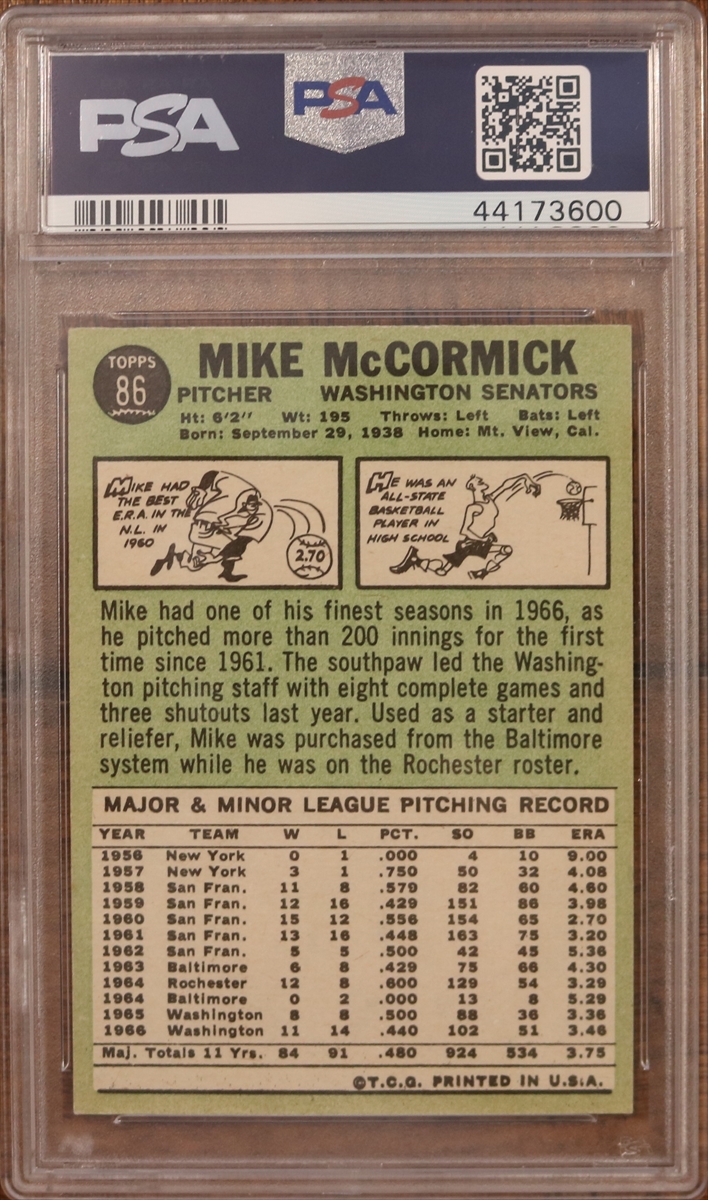 PSA
PSA
44173600
TOPPS
86
MIKE McCORMICK
PITCHER WASHINGTON SENATORS
Ht: 6'2" Wt: 195 Throws: Left Bats: Left
Born: September 29, 1938 Home: Mt. View, Cal.
MIKE HAD
THE BEST
E.R.A. IN THE
N.L. IN
1960
2.70
HE WAS AN
ALL-STATE
BASKETBALL
PLAYER IN
HIGH SCHOOL
Mike had one of his finest seasons in 1966, as
he pitched more than 200 innings for the first
time since 1961. The southpaw led the Washing-
ton pitching staff with eight complete games and
three shutouts last year. Used as a starter and
reliefer, Mike was purchased from the Baltimore
system while he was on the Rochester roster.
MAJOR & MINOR LEAGUE PITCHING RECORD
YEAR TEAM W L PCT. SO BB ERA
1956 New York 0 1 .000 4 10 9.00
1957 New York 3 1 .750 50 32 4.08
1958 San Fran. 11 8 .579 82 60 4.60
1959 San Fran. 12 16 .429 151 86 3.98
1960 San Fran. 15 12 .556 154 65 2.70
1961 San Fran. 13 16 .448 163 75 3.20
1962 San Fran. 5 5 .500 42 45 5.36
1963 Baltimore 6 8 .429 75 66 4.30
1964 Rochester 12 8 .600 129 54 3.29
1964 Baltimore 0 2 .000 13 8 5.29
1965 Washington 8 8 .500 88 36 3.36
1966 Washington 11 14 .440 102 51 3.46
Maj. Totals 11 Yrs. 84 91 .480 924 534 3.75
©T.C.G. PRINTED IN U.S.A.